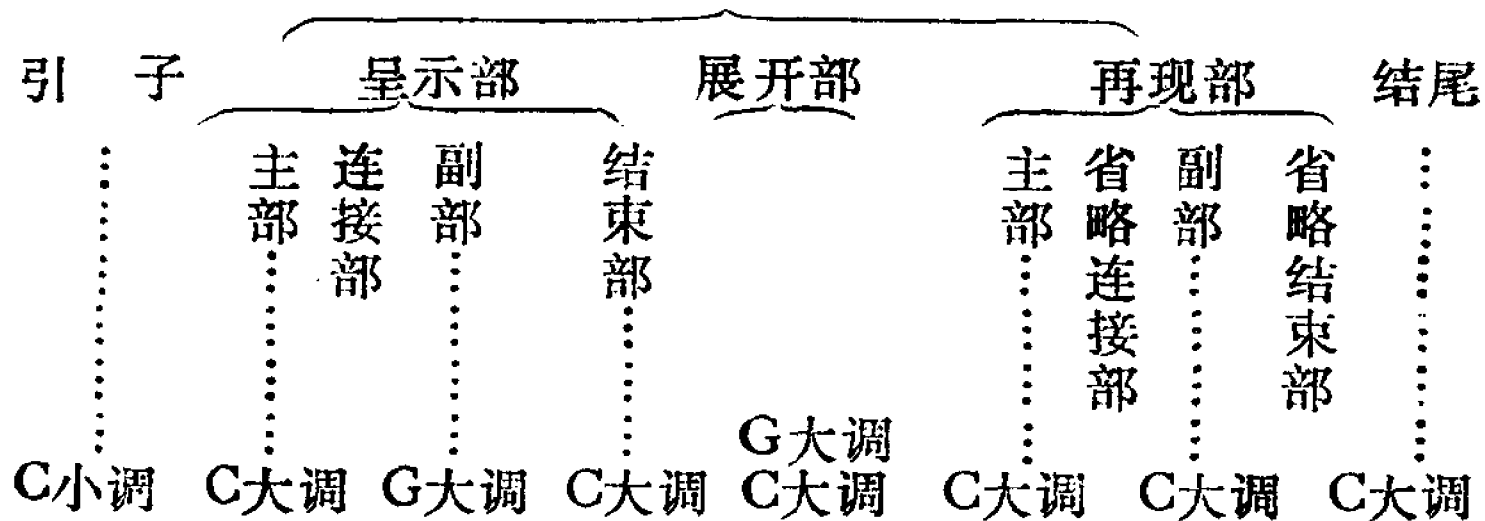 引 子 呈示部 展开部 再现部 结尾
主部 连接部 副部 结束部 主部 省略连接部 副部 省略结束部
G大调
C小调 C大调 G大调 C大调 C大调 C大调 C大调 C大调